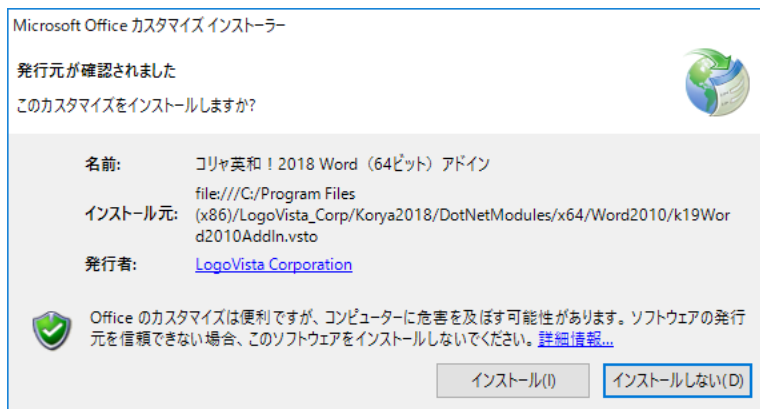 Microsoft Office カスタマイズ インストーラー
発行元が確認されました
このカスタマイズをインストールしますか?
名前: コリャ英和！2018 Word（64ビット）アドイン
インストール元: file:///C:/Program Files
(x86)/LogoVista_Corp/Korya2018/DotNetModules/x64/Word2010/k19Wor
d2010AddIn.vsto
発行者: LogoVista Corporation
Office のカスタマイズは便利ですが、コンピューターに危害を及ぼす可能性があります。ソフトウェアの発行
元を信頼できない場合、このソフトウェアをインストールしないでください。詳細情報...
インストール(I) インストールしない(D)